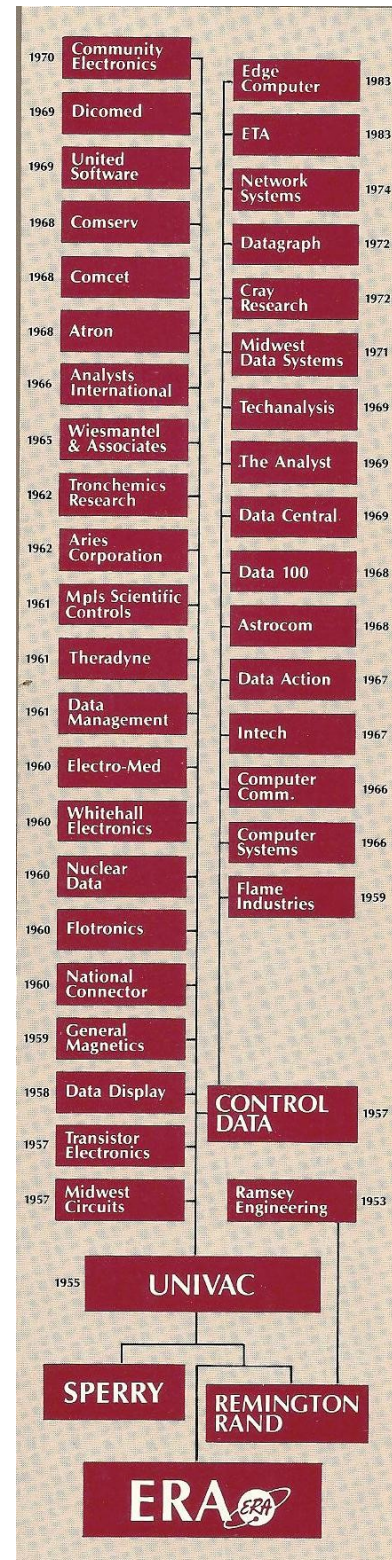 1970
Community
Electronics
1969
Dicomed
1969
United
Software
1968
Comserv
1968
Comcet
1968
Atron
1966
Analysts
International
1965
Wiesmantel
& Associates
1962
Tronchemics
Research
1962
Aries
Corporation
1961
Mpls Scientific
Controls
1961
Theradyne
1961
Data
Management
1960
Electro-Med
1960
Whitehall
Electronics
1960
Nuclear
Data
1960
Flotronics
1960
National
Connector
1959
General
Magnetics
1958
Data Display
1957
Transistor
Electronics
1957
Midwest
Circuits
Edge
Computer
1983
ETA
1983
Network
Systems
1974
Datagraph
1972
Cray
Research
1972
Midwest
Data Systems
1971
Techanalysis
1969
The Analyst
1969
Data Central
1969
Data 100
1968
Astrocom
1968
Data Action
1967
Intech
1967
Computer
Comm.
1966
Computer
Systems
1966
Flame
Industries
1959
CONTROL
DATA
1957
Ramsey
Engineering
1953
1955
UNIVAC
SPERRY
REMINGTON
RAND
ERA ERA